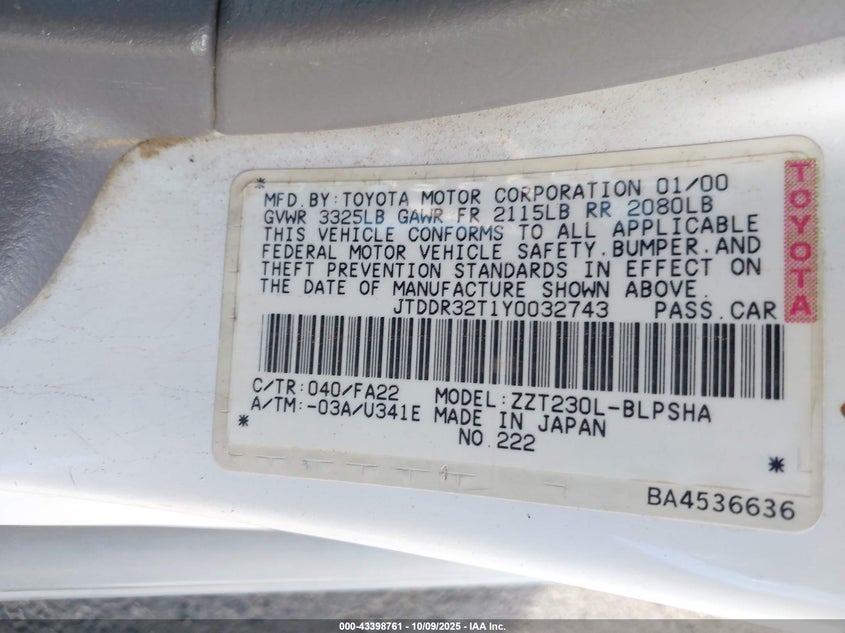 *
MFD.BY:TOYOTA MOTOR CORPORATION 01/00
GVWR 3325LB GAWR FR 2115LB RR 2080LB
THIS VEHICLE CONFORMS TO ALL APPLICABLE
FEDERAL MOTOR VEHICLE SAFETY.BUMPER.AND
THEFT PREVENTION STANDARDS IN EFFECT ON
THE DATE OF MANUFACTURE SHOWN ABOVE.
JTDDR32T1Y0032743 PASS.CAR
C/TR:040/FA22 MODEL:ZZT230L-BLPSHA
A/TM:-03A/U341E MADE IN JAPAN
* NO.222 *
BA4536636
TOYOTA
000-43398761 - 10/09/2025 - IAA Inc.